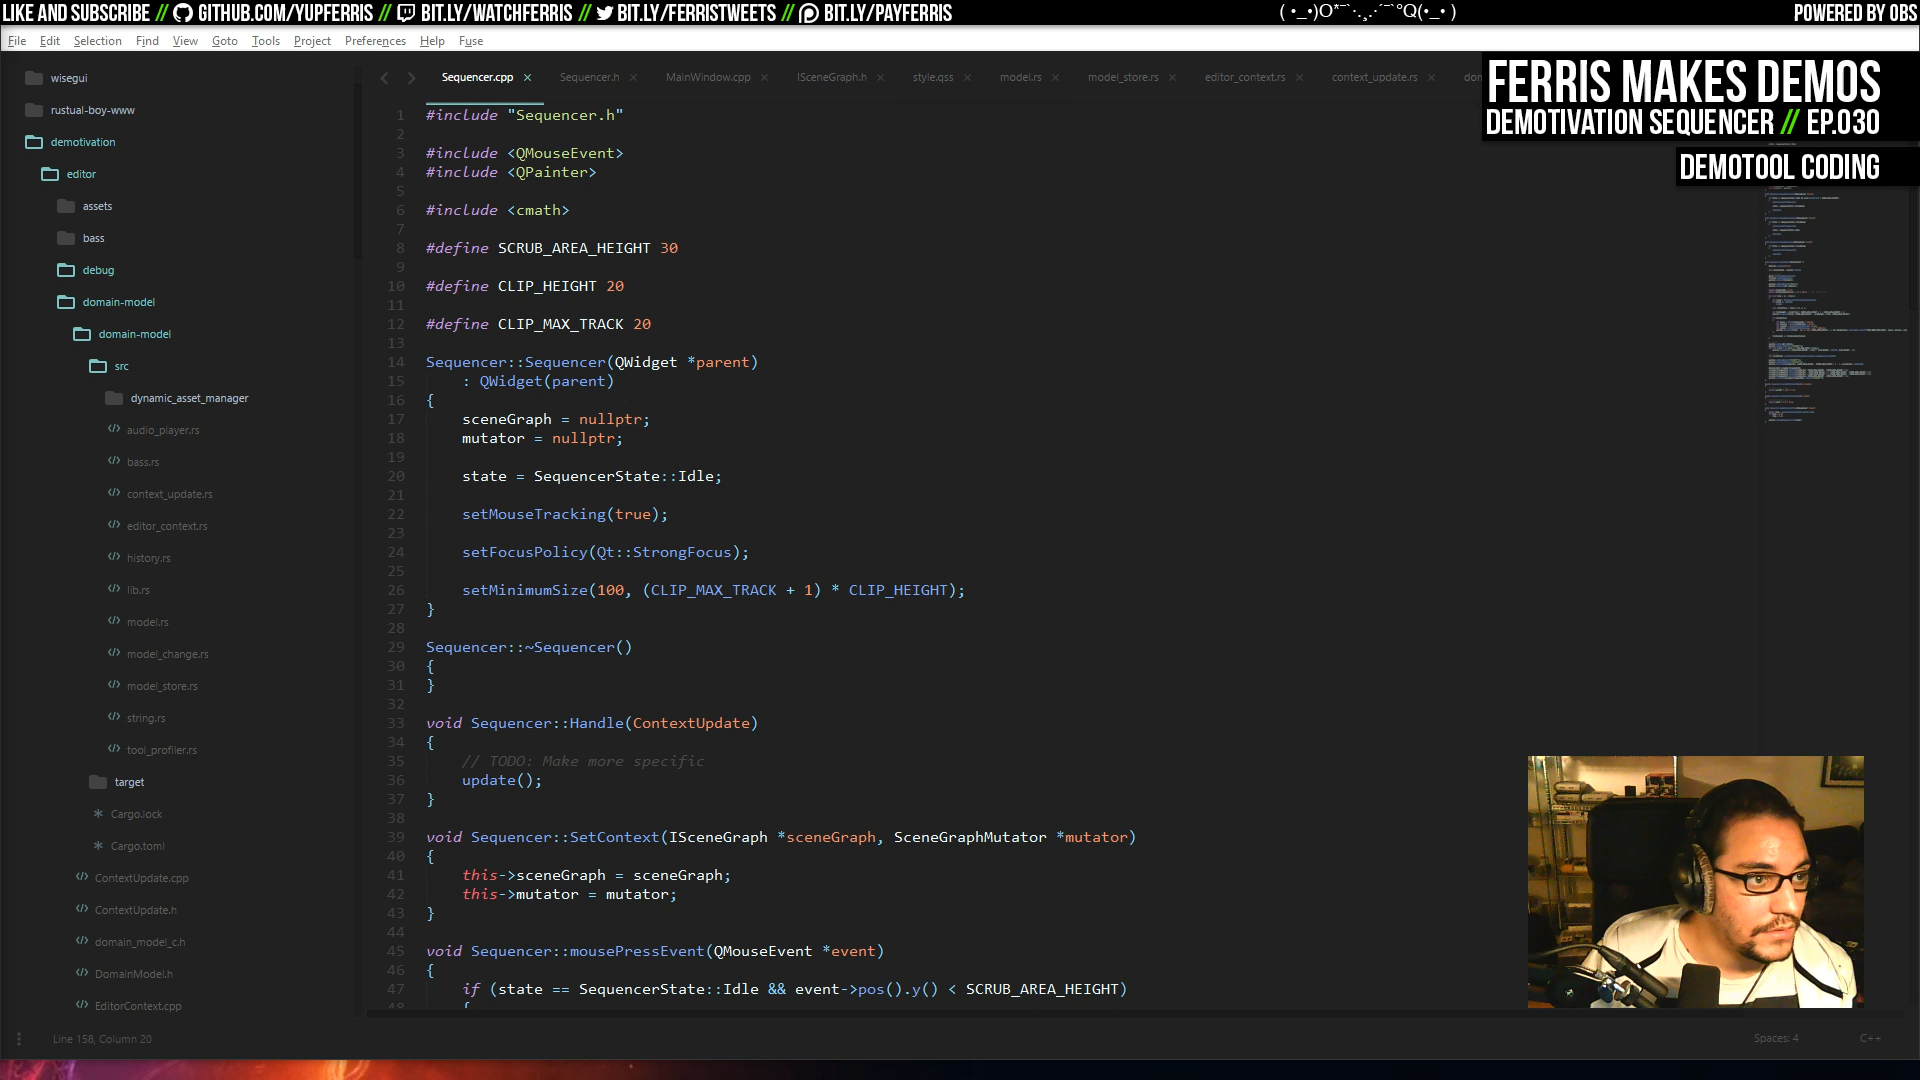 LIKE AND SUBSCRIBE // GITHUB.COM/YUPFERRIS // BIT.LY/WATCHFERRIS // BIT.LY/FERRISTWEETS // BIT.LY/PAYFERRIS
POWERED BY OBS
File Edit Selection Find View Goto Tools Project Preferences Help Fuse
FERRIS MAKES DEMOS
DEMOTIVATION SEQUENCER // EP.030
DEMOTOOL CODING
wisegui
rustual-boy-www
demotivation
editor
assets
bass
debug
domain-model
domain-model
src
dynamic_asset_manager
audio_player.rs
bass.rs
context_update.rs
editor_context.rs
history.rs
lib.rs
model.rs
model_change.rs
model_store.rs
string.rs
tool_profiler.rs
target
Cargo.lock
Cargo.toml
ContextUpdate.cpp
ContextUpdate.h
domain_model_c.h
DomainModel.h
EditorContext.cpp
Sequencer.cpp × Sequencer.h × MainWindow.cpp × ISceneGraph.h × style.qss × model.rs × model_store.rs × editor_context.rs × context_update.rs × don
1 #include "Sequencer.h"
2
3 #include <QMouseEvent>
4 #include <QPainter>
5
6 #include <cmath>
7
8 #define SCRUB_AREA_HEIGHT 30
9
10 #define CLIP_HEIGHT 20
11
12 #define CLIP_MAX_TRACK 20
13
14 Sequencer::Sequencer(QWidget *parent)
15 : QWidget(parent)
16 {
17 sceneGraph = nullptr;
18 mutator = nullptr;
19
20 state = SequencerState::Idle;
21
22 setMouseTracking(true);
23
24 setFocusPolicy(Qt::StrongFocus);
25
26 setMinimumSize(100, (CLIP_MAX_TRACK + 1) * CLIP_HEIGHT);
27 }
28
29 Sequencer::~Sequencer()
30 {
31 }
32
33 void Sequencer::Handle(ContextUpdate)
34 {
35 // TODO: Make more specific
36 update();
37 }
38
39 void Sequencer::SetContext(ISceneGraph *sceneGraph, SceneGraphMutator *mutator)
40 {
41 this->sceneGraph = sceneGraph;
42 this->mutator = mutator;
43 }
44
45 void Sequencer::mousePressEvent(QMouseEvent *event)
46 {
47 if (state == SequencerState::Idle && event->pos().y() < SCRUB_AREA_HEIGHT)
48 {
Line 158, Column 20
Spaces: 4
C++